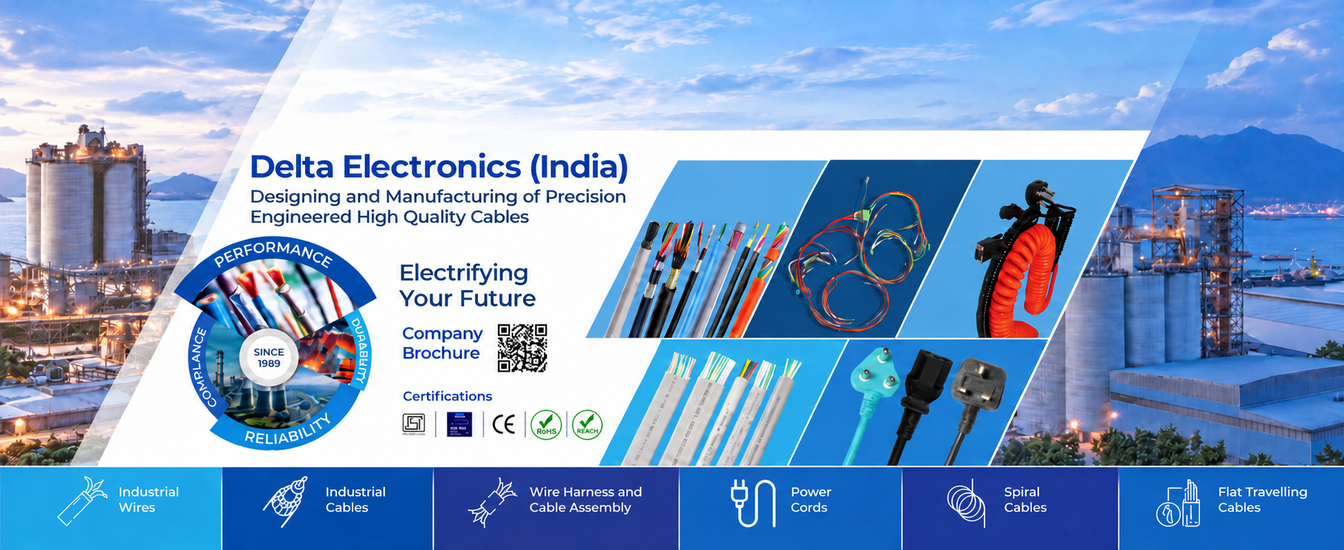 Delta Electronics (India)
Designing and Manufacturing of Precision
Engineered High Quality Cables
PERFORMANCE
DURABILITY
COMPLIANCE
SINCE
1989
RELIABILITY
Electrifying
Your Future
Company
Brochure
Certifications
CE
RoHS
REACH
Industrial
Wires
Industrial
Cables
Wire Harness and
Cable Assembly
Power
Cords
Spiral
Cables
Flat Travelling
Cables